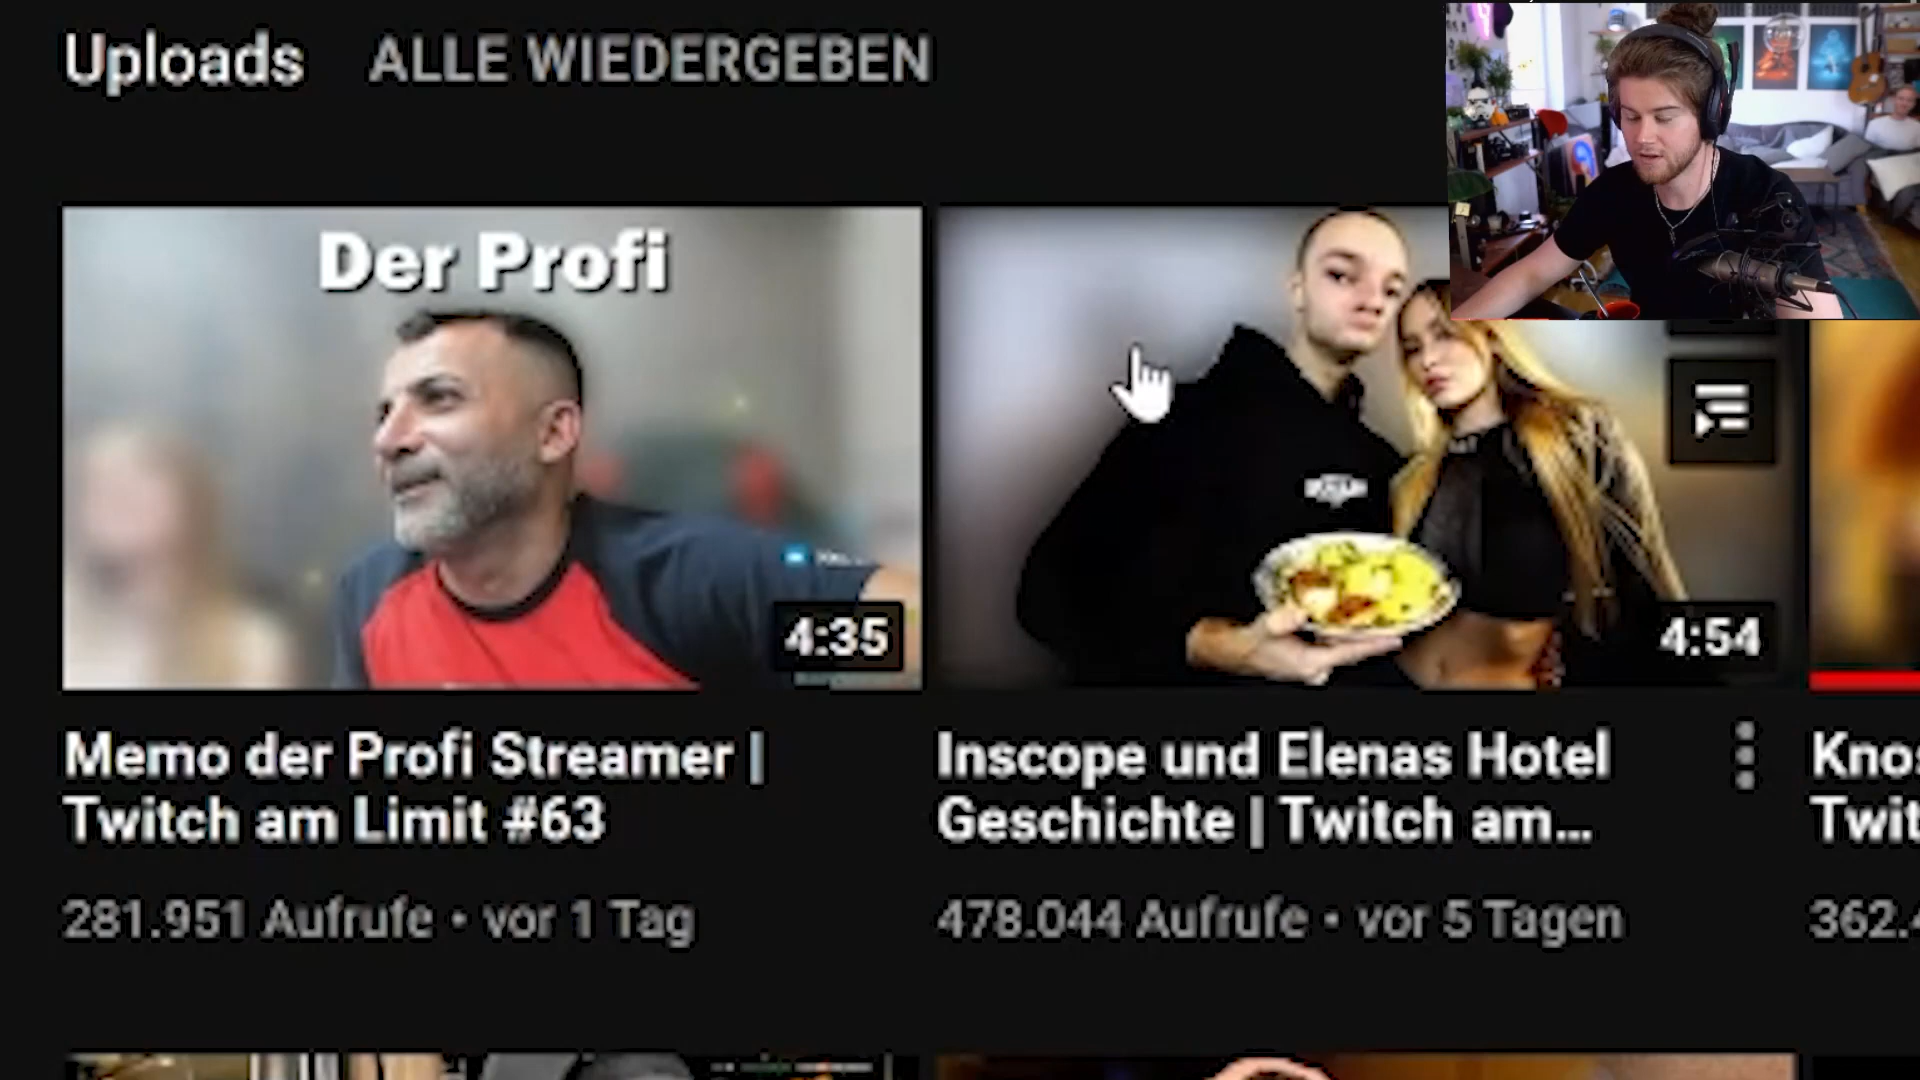 Uploads ALLE WIEDERGEBEN
Der Profi
4:35
4:54
Memo der Profi Streamer |
Twitch am Limit #63
Inscope und Elenas Hotel
Geschichte | Twitch am...
281.951 Aufrufe • vor 1 Tag
478.044 Aufrufe • vor 5 Tagen